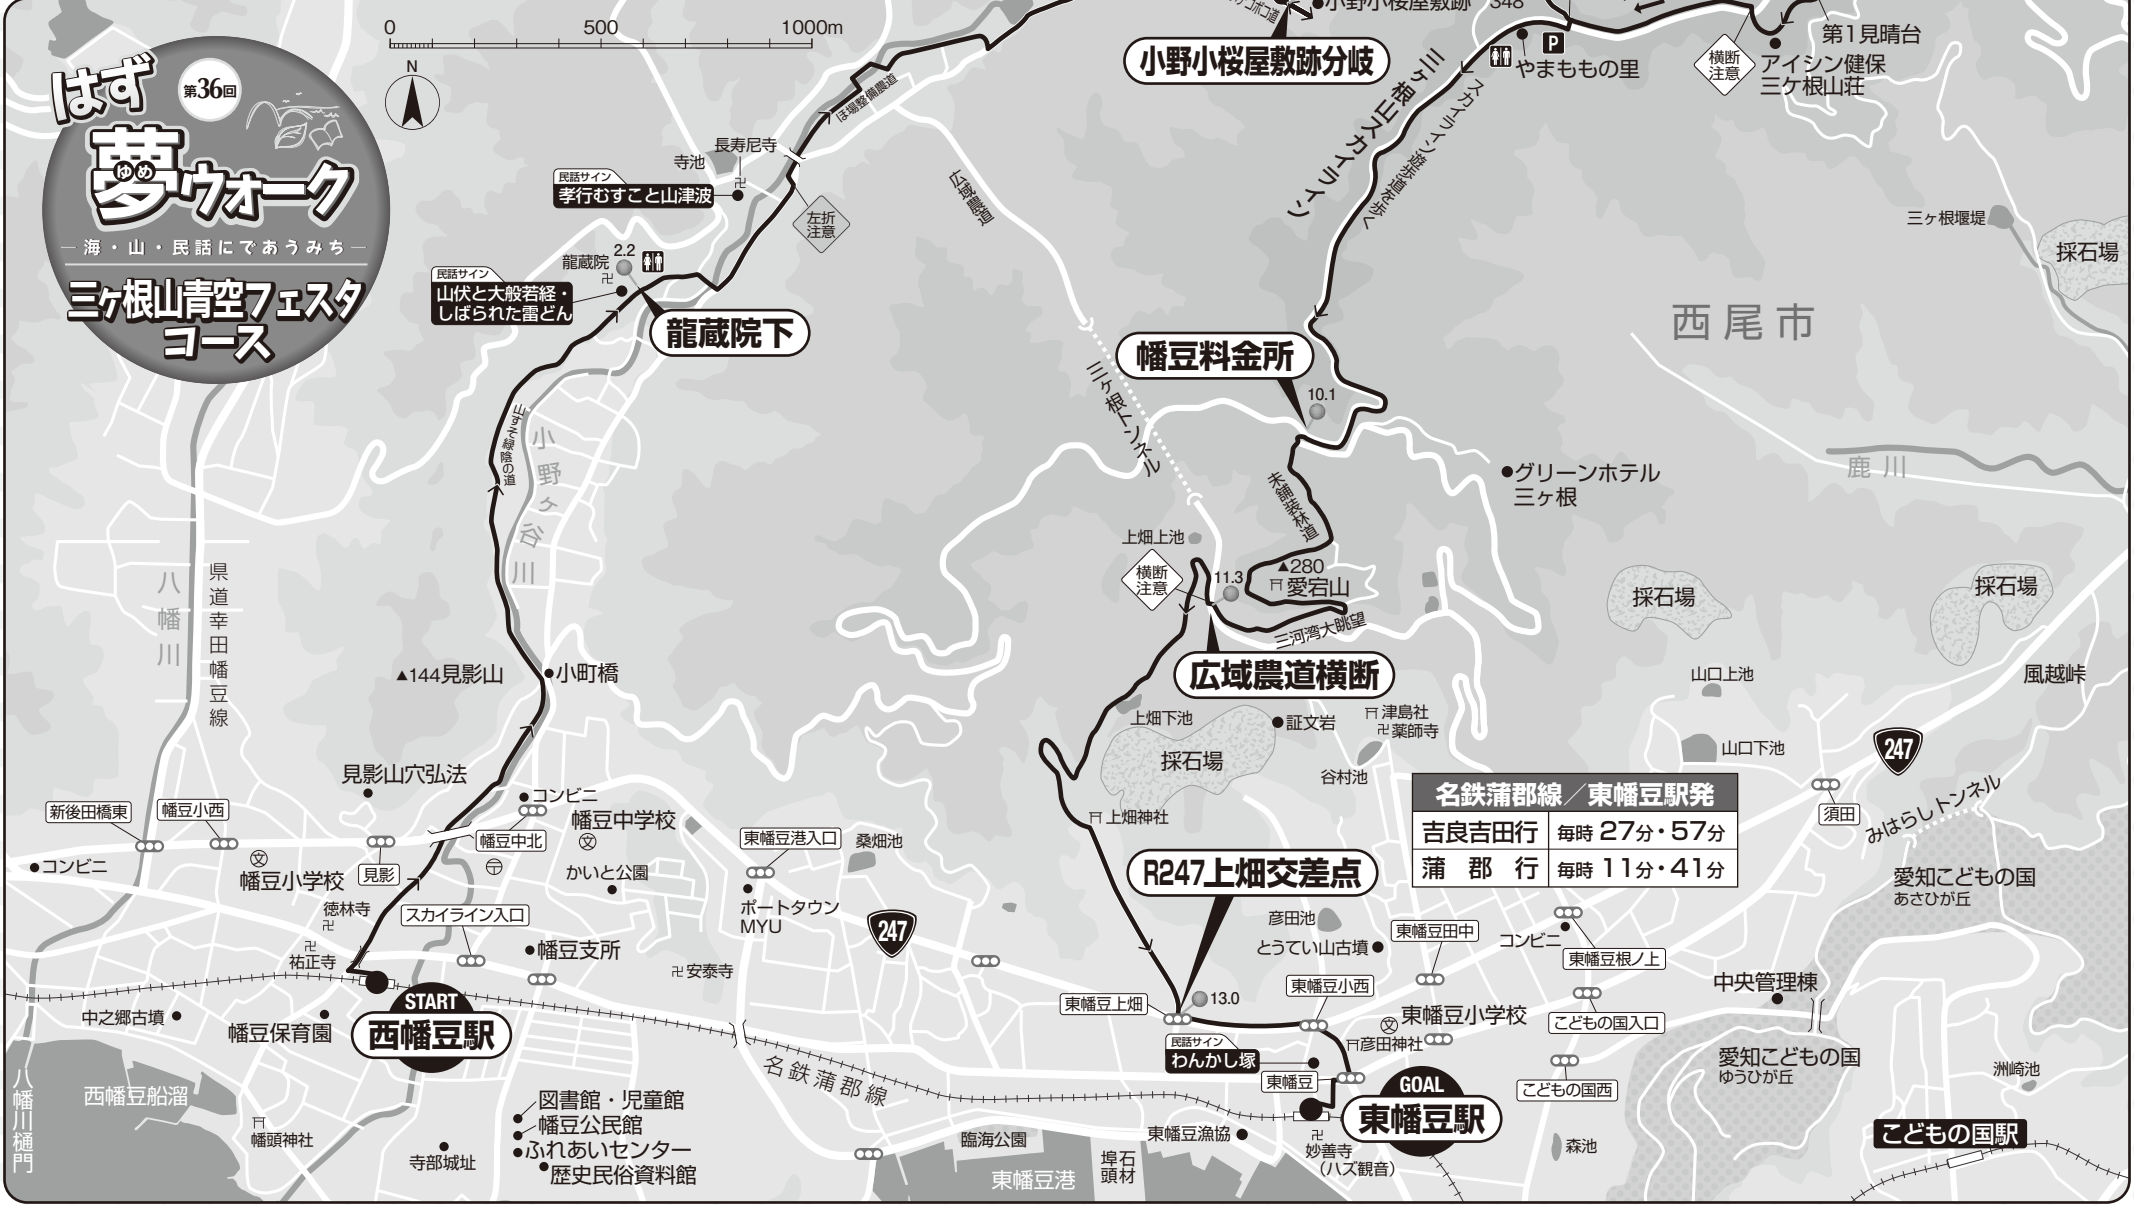 0 500 1000m
N
はず
第36回
夢ウォーク
ゆめ
海・山・民話にであうみち
三ヶ根山青空フェスタ
コース
小野小桜屋敷跡
348
小野小桜屋敷跡分岐
P
やまももの里
第1見晴台
横断
注意
アイシン健保
三ケ根山荘
三ヶ根山スカイライン
スカイライン遊歩道を歩く
ほ場整備農道
長寿尼寺
寺池
民話サイン
孝行むすこと山津波
左折
注意
広域農道
三ヶ根堰堤
採石場
龍蔵院
2.2
民話サイン
山伏と大般若経・
しばられた雷どん
龍蔵院下
西尾市
幡豆料金所
10.1
三ヶ根トンネル
山すそ緑陰の道
小野ヶ谷川
鹿川
グリーンホテル
三ヶ根
未舗装林道
上畑上池
横断
注意
11.3
▲280
愛宕山
三河湾大眺望
八幡川
県道幸田幡豆線
採石場
採石場
広域農道横断
▲144見影山
小町橋
風越峠
山口上池
上畑下池
証文岩
津島社
薬師寺
採石場
谷村池
山口下池
247
見影山穴弘法
名鉄蒲郡線／東幡豆駅発
吉良吉田行 毎時 27分・57分
蒲郡行 毎時 11分・41分
須田
みはらしトンネル
新後田橋東
幡豆小西
コンビニ
幡豆中学校
文
幡豆中北
上畑神社
東幡豆港入口
桑畑池
コンビニ
文
幡豆小学校
見影
かいと公園
R247上畑交差点
愛知こどもの国
あさひが丘
徳林寺
スカイライン入口
ポートタウン
MYU
247
彦田池
とうてい山古墳
東幡豆田中
コンビニ
東幡豆根ノ上
祐正寺
幡豆支所
安泰寺
東幡豆小西
中央管理棟
START
西幡豆駅
東幡豆上畑
13.0
文
東幡豆小学校
こどもの国入口
中之郷古墳
幡豆保育園
民話サイン
わんかし塚
彦田神社
愛知こどもの国
ゆうひが丘
名鉄蒲郡線
東幡豆
GOAL
東幡豆駅
こどもの国西
洲崎池
八幡川樋門
西幡豆船溜
図書館・児童館
幡豆公民館
ふれあいセンター
歴史民俗資料館
幡頭神社
寺部城址
臨海公園
東幡豆漁協
妙善寺
（ハズ観音）
森池
こどもの国駅
東幡豆港
石材
埠頭